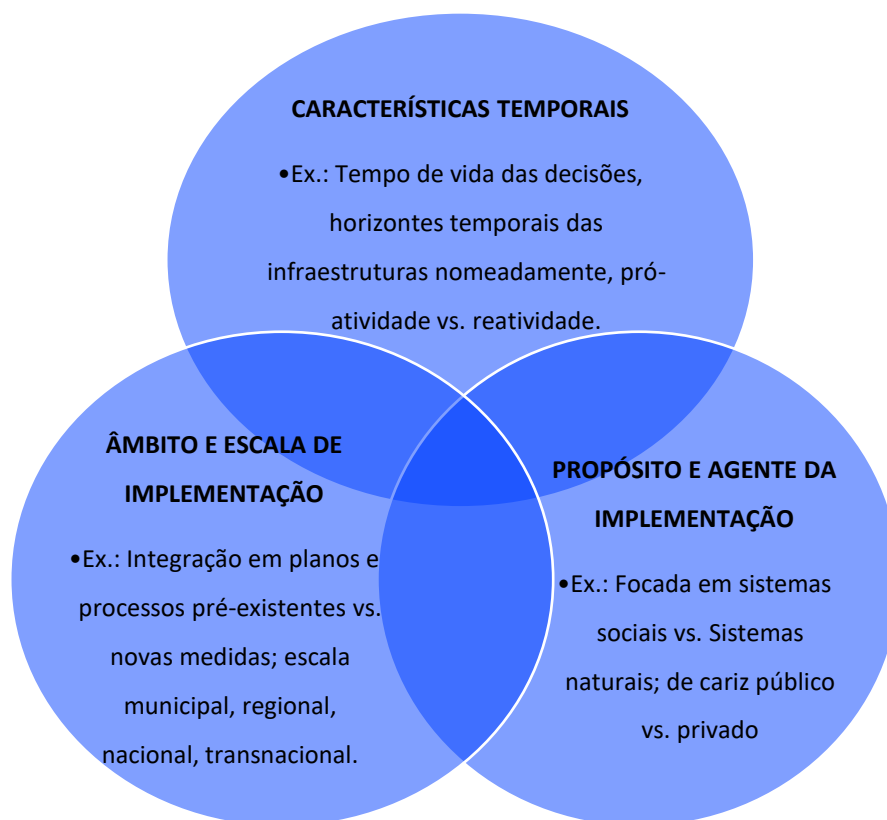 CARACTERÍSTICAS TEMPORAIS
•Ex.: Tempo de vida das decisões,
horizontes temporais das
infraestruturas nomeadamente, pró-
atividade vs. reatividade.
ÂMBITO E ESCALA DE
IMPLEMENTAÇÃO
•Ex.: Integração em planos e
processos pré-existentes vs.
novas medidas; escala
municipal, regional,
nacional, transnacional.
PROPÓSITO E AGENTE DA
IMPLEMENTAÇÃO
•Ex.: Focada em sistemas
sociais vs. Sistemas
naturais; de cariz público
vs. privado